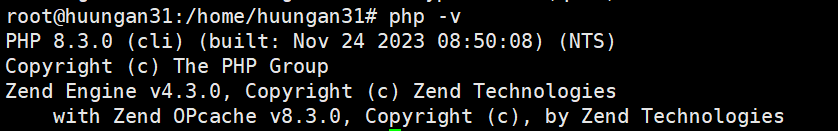 root@huungan31:/home/huungan31# php -v
PHP 8.3.0 (cli) (built: Nov 24 2023 08:50:08) (NTS)
Copyright (c) The PHP Group
Zend Engine v4.3.0, Copyright (c) Zend Technologies
    with Zend OPcache v8.3.0, Copyright (c), by Zend Technologies